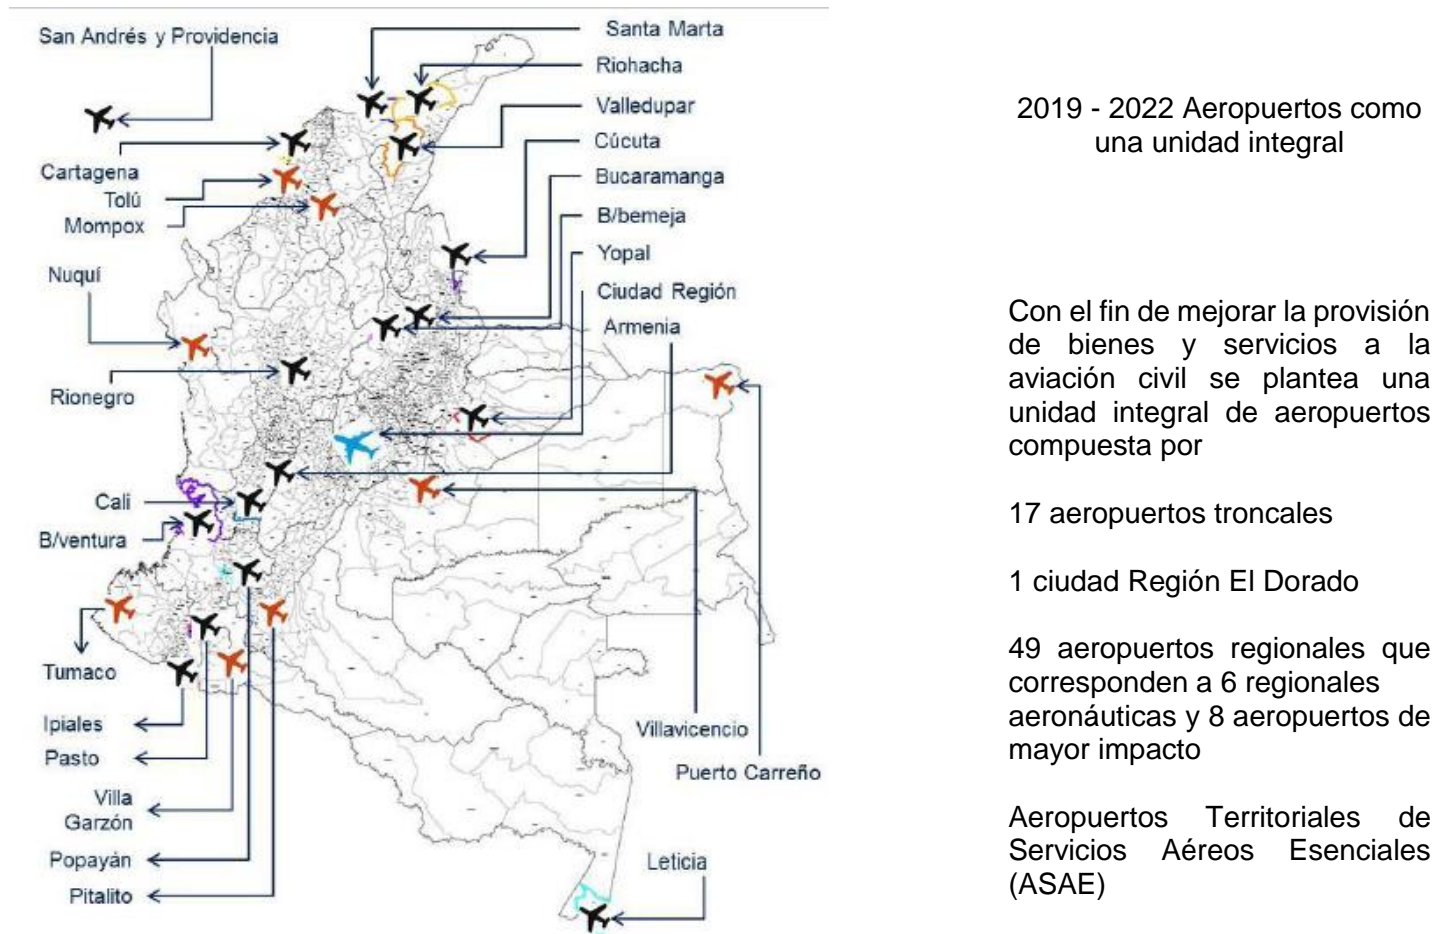 San Andrés y Providencia
Cartagena
Tolú
Mompox
Nuquí
Rionegro
Cali
B/ventura
Tumaco
Ipiales
Pasto
Villa
Garzón
Popayán
Pitalito
Santa Marta
Riohacha
Valledupar
Cúcuta
Bucaramanga
B/bemeja
Yopal
Ciudad Región
Armenia
Villavicencio
Puerto Carreño
Leticia
2019 - 2022 Aeropuertos como
una unidad integral
Con el fin de mejorar la provisión
de bienes y servicios a la
aviación civil se plantea una
unidad integral de aeropuertos
compuesta por
17 aeropuertos troncales
1 ciudad Región El Dorado
49 aeropuertos regionales que
corresponden a 6 regionales
aeronáuticas y 8 aeropuertos de
mayor impacto
Aeropuertos Territoriales de
Servicios Aéreos Esenciales
(ASAE)